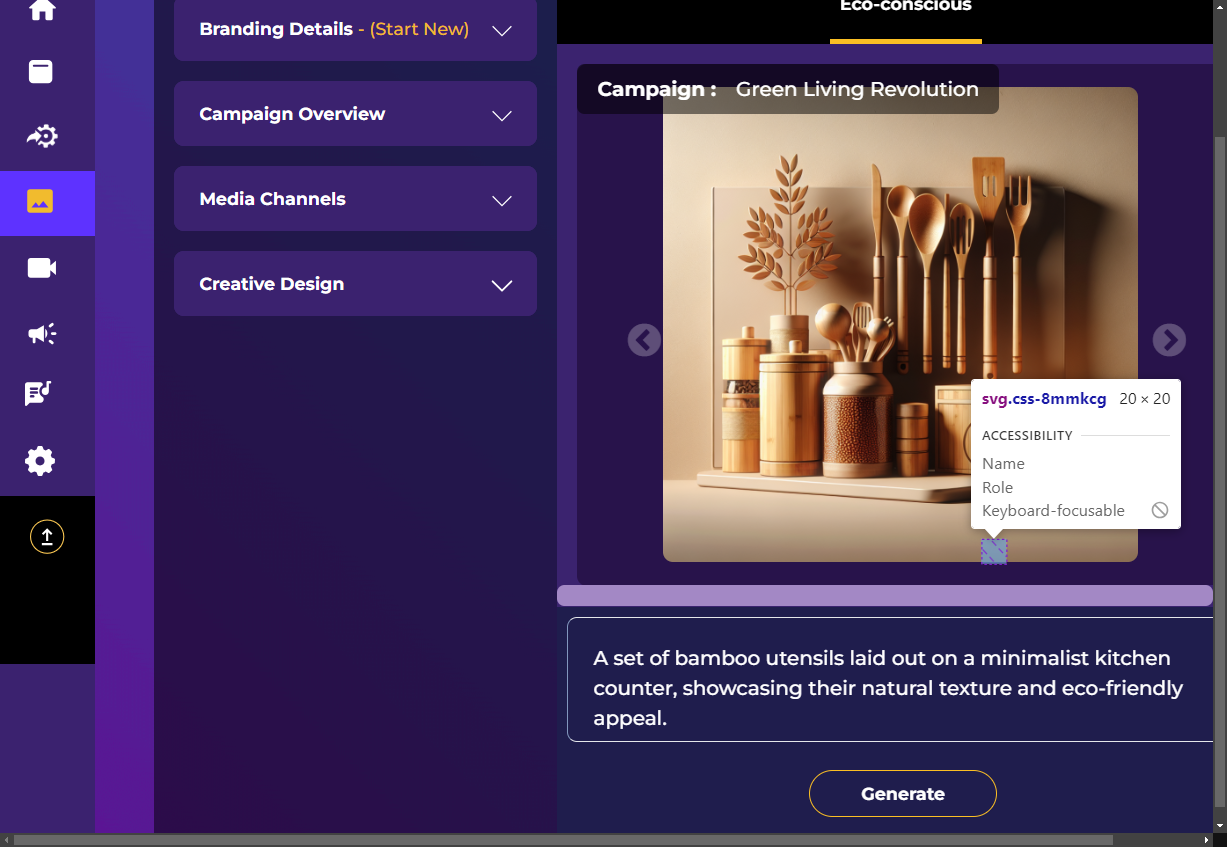 Eco-conscious
Branding Details - (Start New)
Campaign Overview
Media Channels
Creative Design
Campaign : Green Living Revolution
svg.css-8mmkcg 20 × 20
ACCESSIBILITY
Name
Role
Keyboard-focusable
A set of bamboo utensils laid out on a minimalist kitchen
counter, showcasing their natural texture and eco-friendly
appeal.
Generate